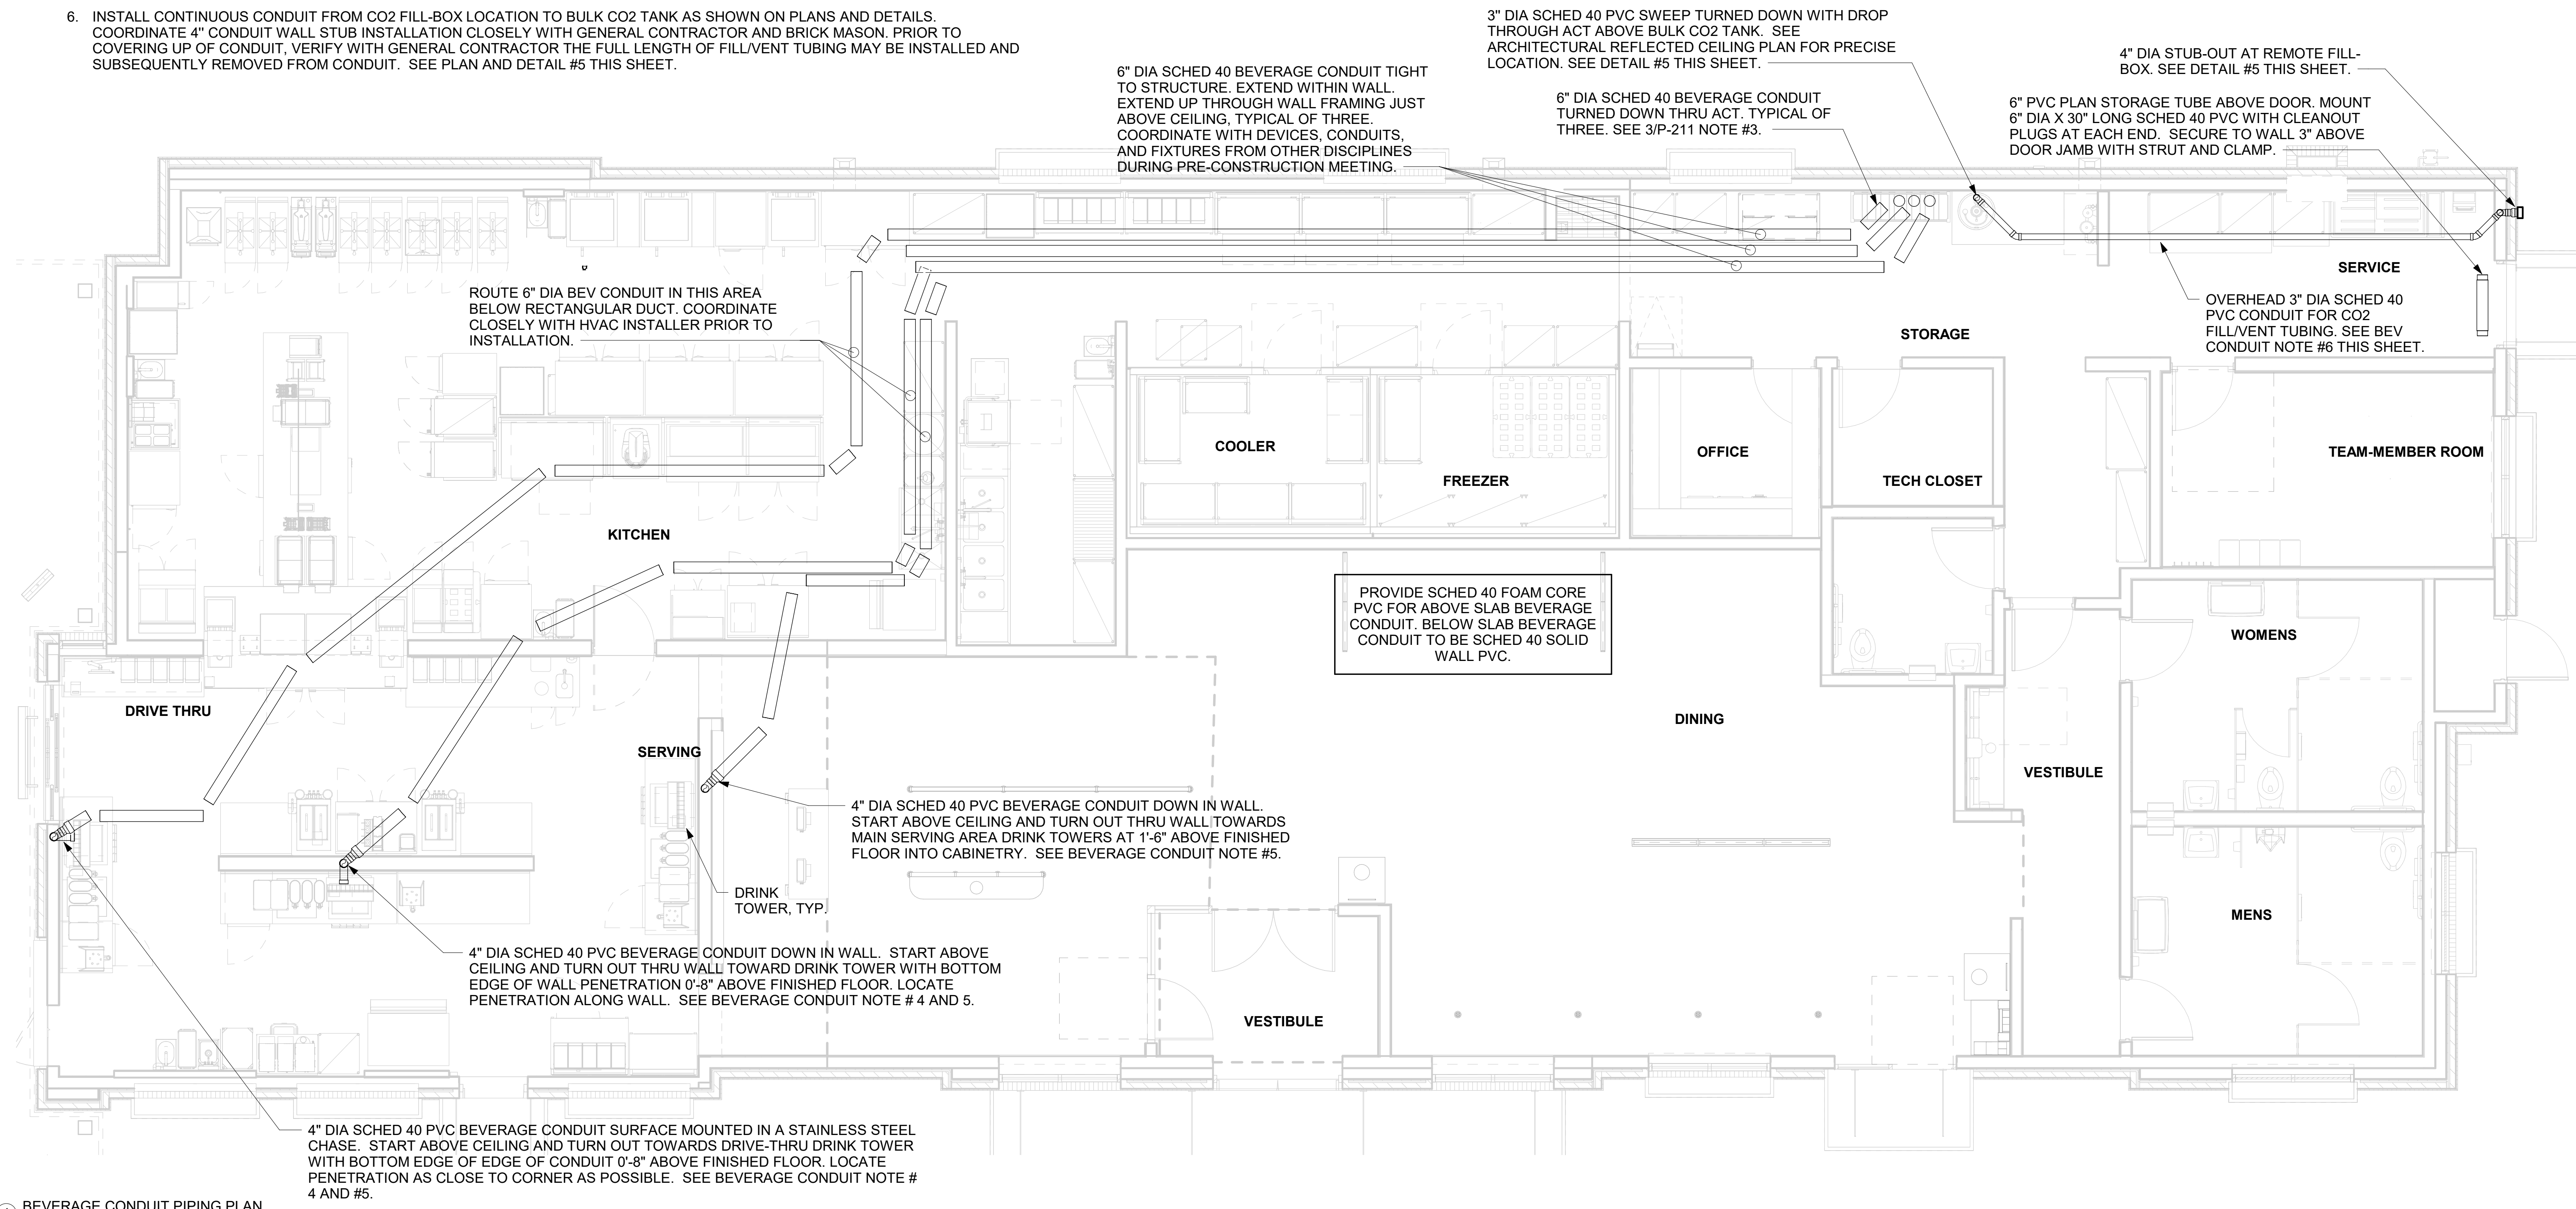 6. INSTALL CONTINUOUS CONDUIT FROM CO2 FILL-BOX LOCATION TO BULK CO2 TANK AS SHOWN ON PLANS AND DETAILS.
COORDINATE 4" CONDUIT WALL STUB INSTALLATION CLOSELY WITH GENERAL CONTRACTOR AND BRICK MASON. PRIOR TO
COVERING UP OF CONDUIT, VERIFY WITH GENERAL CONTRACTOR THE FULL LENGTH OF FILL/VENT TUBING MAY BE INSTALLED AND
SUBSEQUENTLY REMOVED FROM CONDUIT. SEE PLAN AND DETAIL #5 THIS SHEET.
6" DIA SCHED 40 BEVERAGE CONDUIT TIGHT
TO STRUCTURE. EXTEND WITHIN WALL.
EXTEND UP THROUGH WALL FRAMING JUST
ABOVE CEILING, TYPICAL OF THREE.
COORDINATE WITH DEVICES, CONDUITS,
AND FIXTURES FROM OTHER DISCIPLINES
DURING PRE-CONSTRUCTION MEETING.
3" DIA SCHED 40 PVC SWEEP TURNED DOWN WITH DROP
THROUGH ACT ABOVE BULK CO2 TANK. SEE
ARCHITECTURAL REFLECTED CEILING PLAN FOR PRECISE
LOCATION. SEE DETAIL #5 THIS SHEET.
6" DIA SCHED 40 BEVERAGE CONDUIT
TURNED DOWN THRU ACT. TYPICAL OF
THREE. SEE 3/P-211 NOTE #3.
4" DIA STUB-OUT AT REMOTE FILL-
BOX. SEE DETAIL #5 THIS SHEET.
6" PVC PLAN STORAGE TUBE ABOVE DOOR. MOUNT
6" DIA X 30" LONG SCHED 40 PVC WITH CLEANOUT
PLUGS AT EACH END. SECURE TO WALL 3" ABOVE
DOOR JAMB WITH STRUT AND CLAMP.
SERVICE
ROUTE 6" DIA BEV CONDUIT IN THIS AREA
BELOW RECTANGULAR DUCT. COORDINATE
CLOSELY WITH HVAC INSTALLER PRIOR TO
INSTALLATION.
OVERHEAD 3" DIA SCHED 40
PVC CONDUIT FOR CO2
FILL/VENT TUBING. SEE BEV
CONDUIT NOTE #6 THIS SHEET.
STORAGE
COOLER
FREEZER
OFFICE
TECH CLOSET
TEAM-MEMBER ROOM
KITCHEN
PROVIDE SCHED 40 FOAM CORE
PVC FOR ABOVE SLAB BEVERAGE
CONDUIT. BELOW SLAB BEVERAGE
CONDUIT TO BE SCHED 40 SOLID
WALL PVC.
WOMENS
DRIVE THRU
SERVING
DINING
VESTIBULE
4" DIA SCHED 40 PVC BEVERAGE CONDUIT DOWN IN WALL.
START ABOVE CEILING AND TURN OUT THRU WALL TOWARDS
MAIN SERVING AREA DRINK TOWERS AT 1'-6" ABOVE FINISHED
FLOOR INTO CABINETRY. SEE BEVERAGE CONDUIT NOTE #5.
DRINK
TOWER, TYP.
MENS
4" DIA SCHED 40 PVC BEVERAGE CONDUIT DOWN IN WALL. START ABOVE
CEILING AND TURN OUT THRU WALL TOWARD DRINK TOWER WITH BOTTOM
EDGE OF WALL PENETRATION 0'-8" ABOVE FINISHED FLOOR. LOCATE
PENETRATION ALONG WALL. SEE BEVERAGE CONDUIT NOTE # 4 AND 5.
VESTIBULE
4" DIA SCHED 40 PVC BEVERAGE CONDUIT SURFACE MOUNTED IN A STAINLESS STEEL
CHASE. START ABOVE CEILING AND TURN OUT TOWARDS DRIVE-THRU DRINK TOWER
WITH BOTTOM EDGE OF EDGE OF CONDUIT 0'-8" ABOVE FINISHED FLOOR. LOCATE
PENETRATION AS CLOSE TO CORNER AS POSSIBLE. SEE BEVERAGE CONDUIT NOTE #
4 AND #5.
BEVERAGE CONDUIT PIPING PLAN